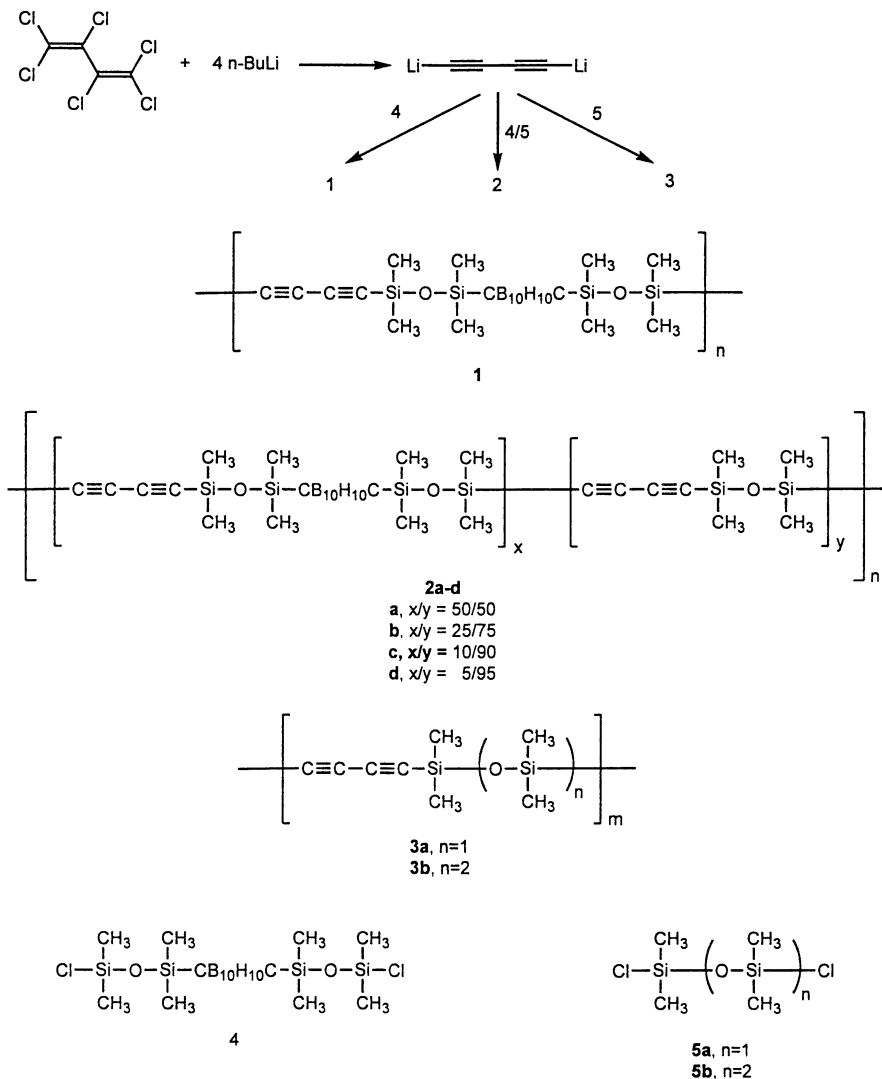 Cl Cl Cl
Cl Cl Cl
+ 4 n-BuLi
Li Li
4 4/5 5
1 2 3
CH₃ CH₃ CH₃ CH₃
C≡C—C≡C—Si—O—Si—CB₁₀H₁₀C—Si—O—Si
CH₃ CH₃ CH₃ CH₃
n
1
CH₃ CH₃ CH₃ CH₃ CH₃ CH₃
C≡C—C≡C—Si—O—Si—CB₁₀H₁₀C—Si—O—Si C≡C—C≡C—Si—O—Si
CH₃ CH₃ CH₃ CH₃ CH₃ CH₃
x y n
2a-d
a, x/y = 50/50
b, x/y = 25/75
c, x/y = 10/90
d, x/y = 5/95
CH₃ CH₃
C≡C—C≡C—Si—(O—Si)n
CH₃ CH₃
m
3a, n=1
3b, n=2
CH₃ CH₃ CH₃ CH₃
Cl—Si—O—Si—CB₁₀H₁₀C—Si—O—Si—Cl
CH₃ CH₃ CH₃ CH₃
4
CH₃ CH₃
Cl—Si—(O—Si)n—Cl
CH₃ CH₃
5a, n=1
5b, n=2